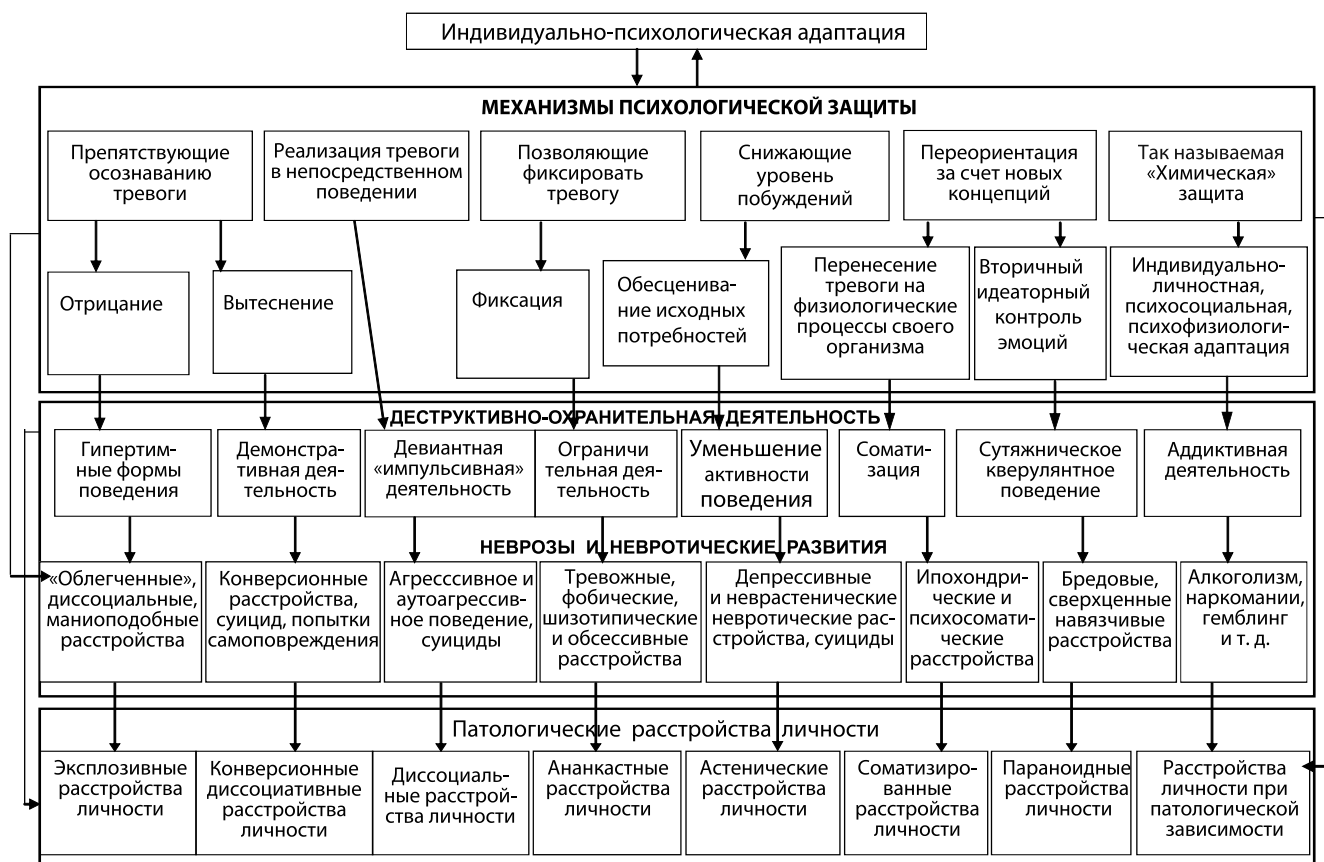 Индивидуально-психологическая адаптация
МЕХАНИЗМЫ ПСИХОЛОГИЧЕСКОЙ ЗАЩИТЫ
Препятствующие
осознаванию
тревоги
Реализация тревоги
в непосредственном
поведении
Позволяющие
фиксировать
тревогу
Снижающие
уровень
побуждений
Переориентация
за счет новых
концепций
Так называемая
«Химическая»
защита
Отрицание
Вытеснение
Фиксация
Обесценива-
ние исходных
потребностей
Перенесение
тревоги на
физиологические
процессы своего
организма
Вторичный
идеаторный
контроль
эмоций
Индивидуально-
личностная,
психосоциальная,
психофизиологи-
ческая адаптация
ДЕСТРУКТИВНО-ОХРАНИТЕЛЬНАЯ ДЕЯТЕЛЬНОСТЬ
Гипертим-
ные формы
поведения
Демонстра-
тивная дея-
тельность
Девиантная
«импульсивная»
деятельность
Ограничи
тельная дея-
тельность
Уменьшение
активности
поведения
Сомати-
зация
Сутяжническое
кверулянтное
поведение
Аддиктивная
деятельность
НЕВРОЗЫ И НЕВРОТИЧЕСКИЕ РАЗВИТИЯ
«Облегченные»,
диссоциальные,
маниоподобные
расстройства
Конверсионные
расстройства,
суицид, попытки
самоповреждения
Агресссивное и
аутоагрессив-
ное поведение,
суициды
Тревожные,
фобические,
шизотипические
и обсессивные
расстройства
Депрессивные
и неврастенические
невротические рас-
стройства, суициды
Ипохондри-
ческие и
психосомати-
ческие
расстройства
Бредовые,
сверхценные
навязчивые
расстройства
Алкоголизм,
наркомании,
гемблинг
и т. д.
Патологические расстройства личности
Эксплозивные
расстройства
личности
Конверсионные
диссоциативные
расстройства
личности
Диссоциаль-
ные расстрой-
ства личности
Ананкастные
расстройства
личности
Астенические
расстройства
личности
Соматизиро-
ванные
расстройства
личности
Параноидные
расстройства
личности
Расстройства
личности при
патологической
зависимости